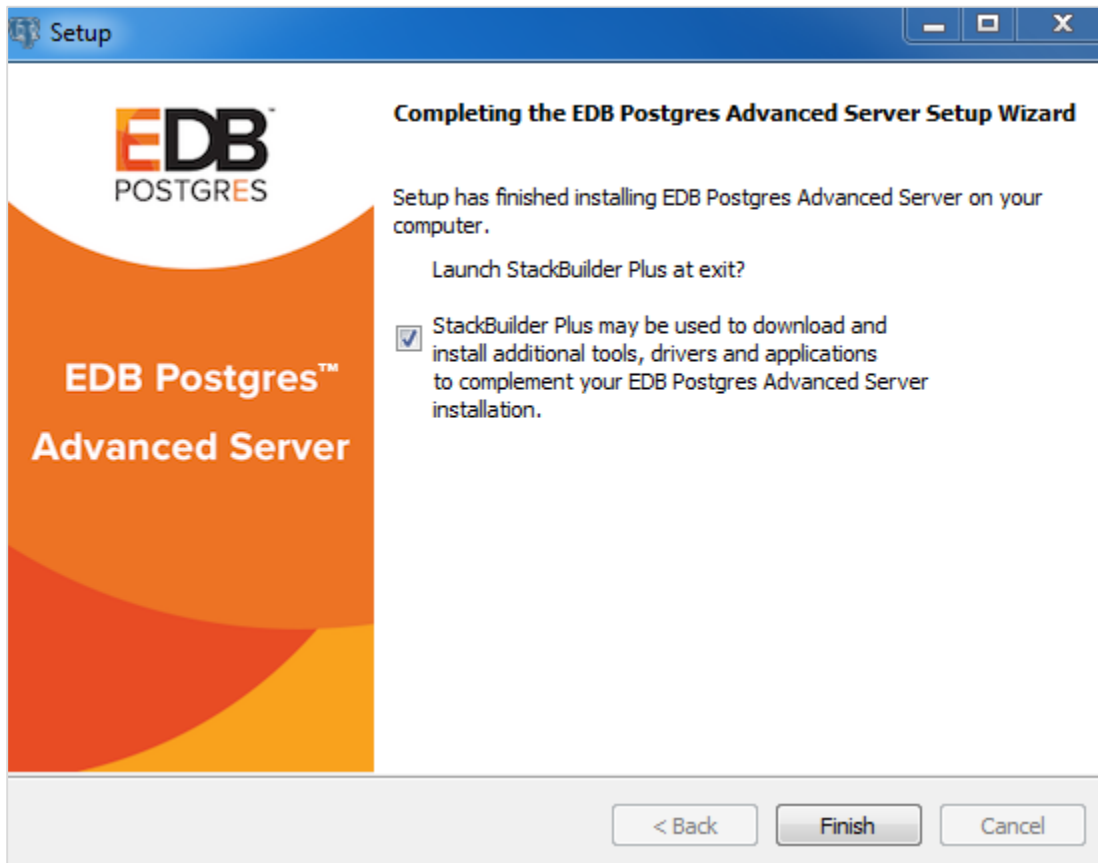 Setup
EDB™
POSTGRES
EDB Postgres™
Advanced Server
Completing the EDB Postgres Advanced Server Setup Wizard
Setup has finished installing EDB Postgres Advanced Server on your
computer.
Launch StackBuilder Plus at exit?
StackBuilder Plus may be used to download and
install additional tools, drivers and applications
to complement your EDB Postgres Advanced Server
installation.
< Back
Finish
Cancel